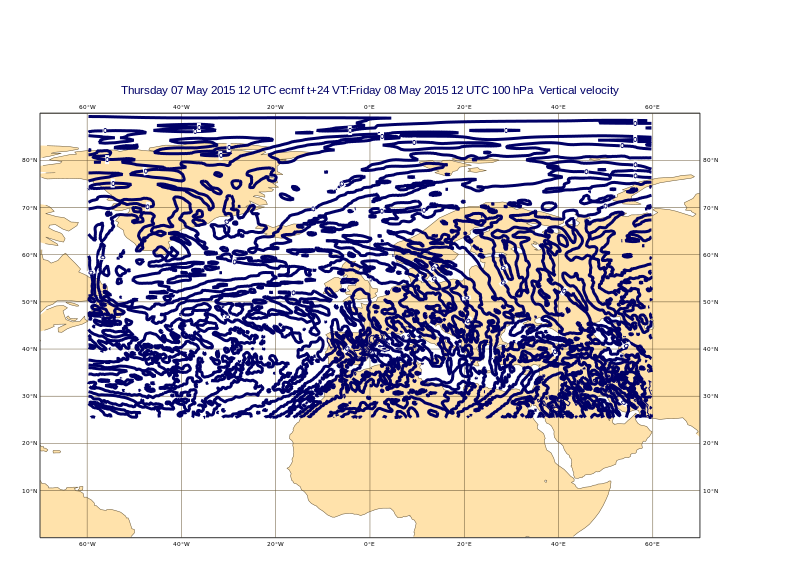 Thursday 07 May 2015 12 UTC ecmf t+24 VT:Friday 08 May 2015 12 UTC 100 hPa  Vertical velocity
60°W 40°W 20°W 0°E 20°E 40°E 60°E
80°N 80°N
70°N 70°N
60°N 60°N
50°N 50°N
40°N 40°N
30°N 30°N
20°N 20°N
10°N 10°N
60°W 40°W 20°W 0°E 20°E 40°E 60°E